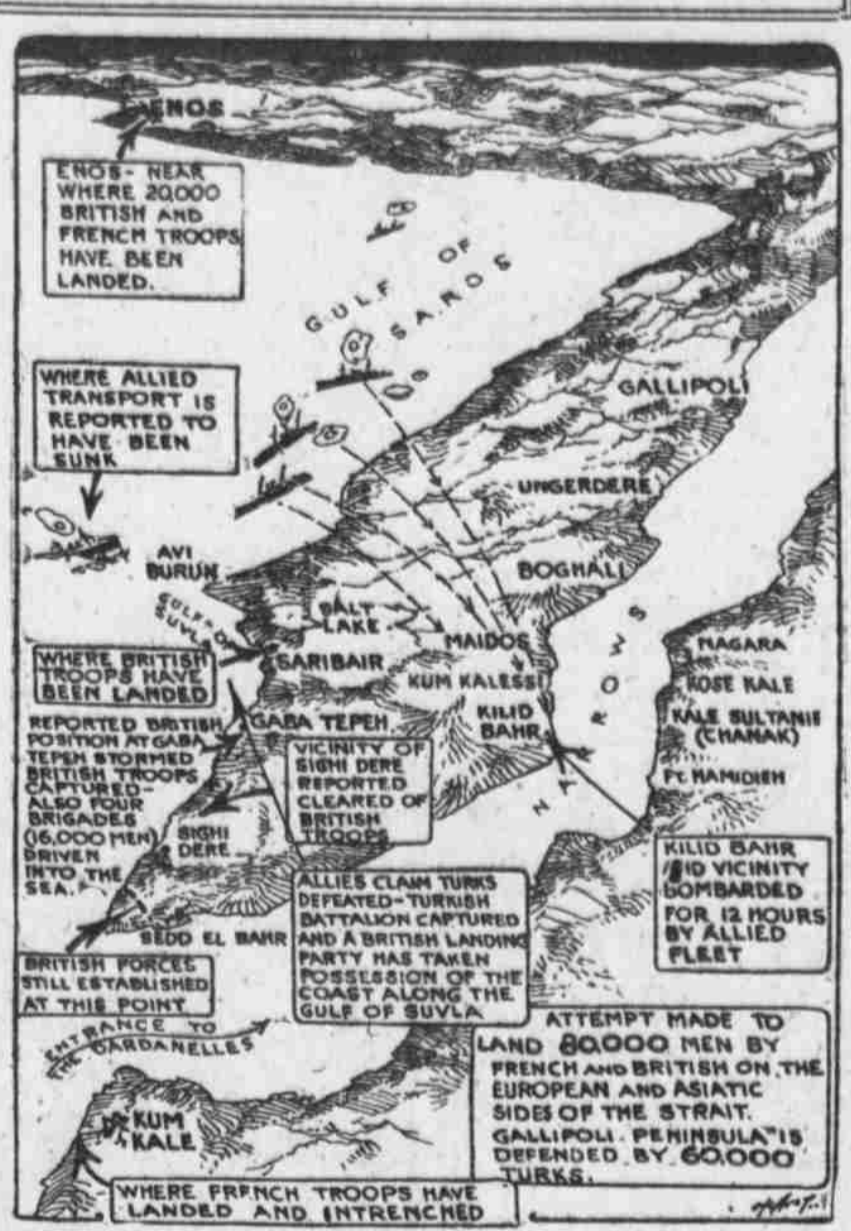 ENOS
ENOS- NEAR
WHERE 20,000
BRITISH AND
FRENCH TROOPS
HAVE BEEN
LANDED.
GULF OF
SAROS
WHERE ALLIED
TRANSPORT IS
REPORTED TO
HAVE BEEN
SUNK
GALLIPOLI
UNGERDERE
AVI
BURUN
BOGHALI
GULF OF
SUVLA
SALT
LAKE
MAIDOS
NARROWS
NAGARA
WHERE BRITISH
TROOPS HAVE
BEEN LANDED
SARIBAIR
KUM KALESSI
KOSE KALE
GABA TEPEH
KILID
BAHR
KALE SULTANIE
(CHANAK)
REPORTED BRITISH
POSITION AT GABA
TEPEH STORMED
BRITISH TROOPS
CAPTURED-
ALSO FOUR
BRIGADES
(16,000 MEN)
DRIVEN
INTO THE
SEA.
VICINITY OF
SIGHI DERE
REPORTED
CLEARED OF
BRITISH
TROOPS
FT. HAMIDIEH
SIGHI
DERE
KILID BAHR
VICINITY
BOMBARDED
FOR 12 HOURS
BY ALLIED
FLEET
ALLIES CLAIM TURKS
DEFEATED-TURKISH
BATTALION CAPTURED
AND A BRITISH LANDING
PARTY HAS TAKEN
POSSESSION OF THE
COAST ALONG THE
GULF OF SUVLA
SEDD EL BAHR
BRITISH FORCES
STILL ESTABLISHED
AT THIS POINT
ENTRANCE TO
THE DARDANELLES
ATTEMPT MADE TO
LAND 80,000 MEN BY
FRENCH AND BRITISH ON THE
EUROPEAN AND ASIATIC
SIDES OF THE STRAIT.
GALLIPOLI PENINSULA IS
DEFENDED BY 60,000
TURKS.
KUM
KALE
WHERE FRENCH TROOPS HAVE
LANDED AND INTRENCHED